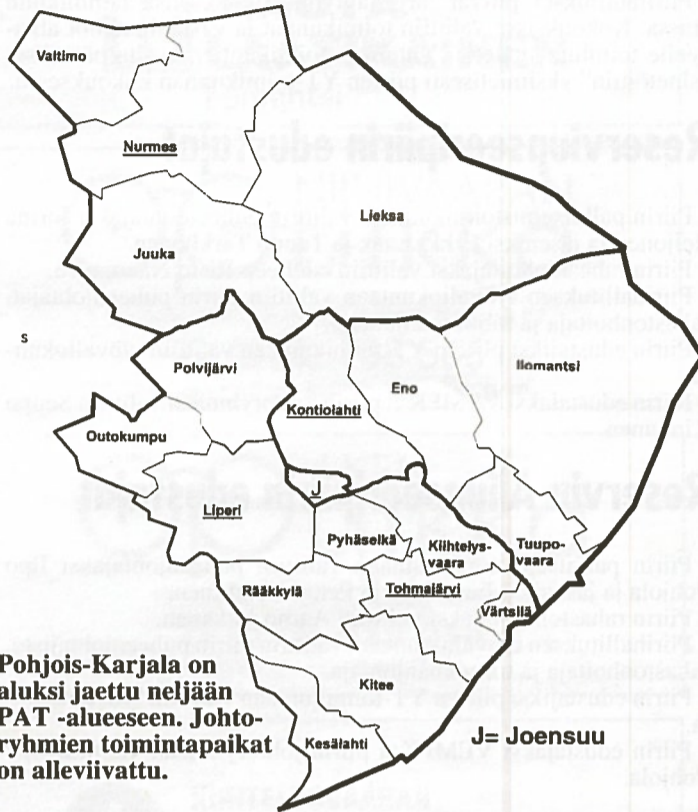 Valtimo
Nurmes
Lieksa
Juuka
s
Polvijärvi
Ilomantsi
Eno
Kontiolahti
Outokumpu
J
Liperi
Pyhäselkä
Kiihtelys-
vaara
Tuupo-
vaara
Rääkkylä
Tohmajärvi
Värtsilä
Kitee
Kesälahti
J= Joensuu
Pohjois-Karjala on
aluksi jaettu neljään
PAT -alueeseen. Johto-
ryhmien toimintapaikat
on alleviivattu.